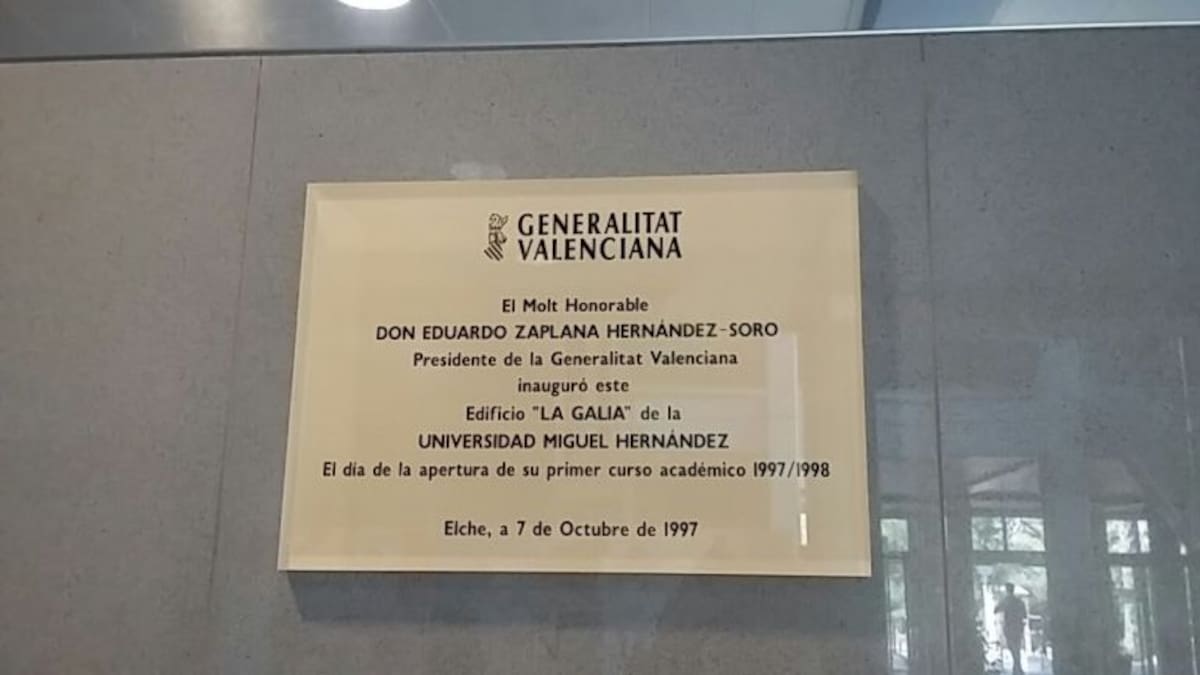 GENERALITAT
VALENCIANA
El Molt Honorable
DON EDUARDO ZAPLANA HERNÁNDEZ-SORO
Presidente de la Generalitat Valenciana
inauguró este
Edificio "LA GALIA" de la
UNIVERSIDAD MIGUEL HERNÁNDEZ
El día de la apertura de su primer curso académico 1997/1998
Elche, a 7 de Octubre de 1997